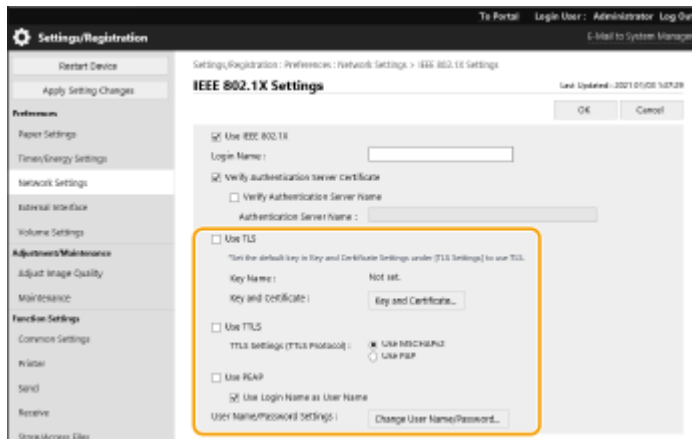 To Portal Login User: Administrator Log Out
Settings/Registration
E-Mail to System Manager
Restart Device
Apply Setting Changes
Preferences
Paper Settings
Timer/Energy Settings
Network Settings
External Interface
Volume Settings
Adjustment/Maintenance
Adjust Image Quality
Maintenance
Function Settings
Common Settings
Printer
Send
Receive
Store/Access Files
Settings/Registration : Preferences : Network Settings > IEEE 802.1X Settings
IEEE 802.1X Settings
Last Updated : 2021 01/03
OK Cancel
Use IEEE 802.1X
Login Name :
Verify Authentication Server Certificate
Verify Authentication Server Name
Authentication Server Name :
Use TLS
*Set the default key in Key and Certificate Settings under [TLS Settings] to use TLS.
Key Name : Not set.
Key and Certificate : Key and Certificate...
Use TTLS
TTLS Settings (TTLS Protocol) : Use MSCHAPv2
Use PAP
Use PEAP
Use Login Name as User Name
User Name/Password Settings : Change User Name/Password...